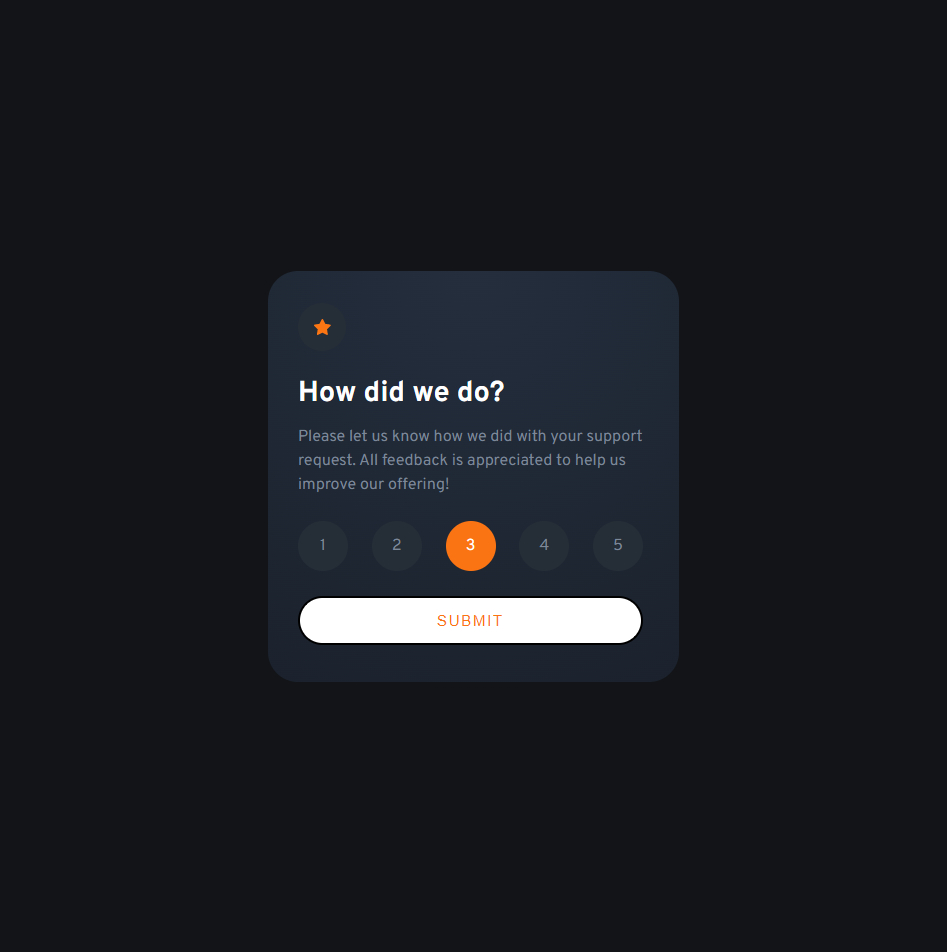 How did we do?
Please let us know how we did with your support
request. All feedback is appreciated to help us
improve our offering!
1 2 3 4 5
SUBMIT